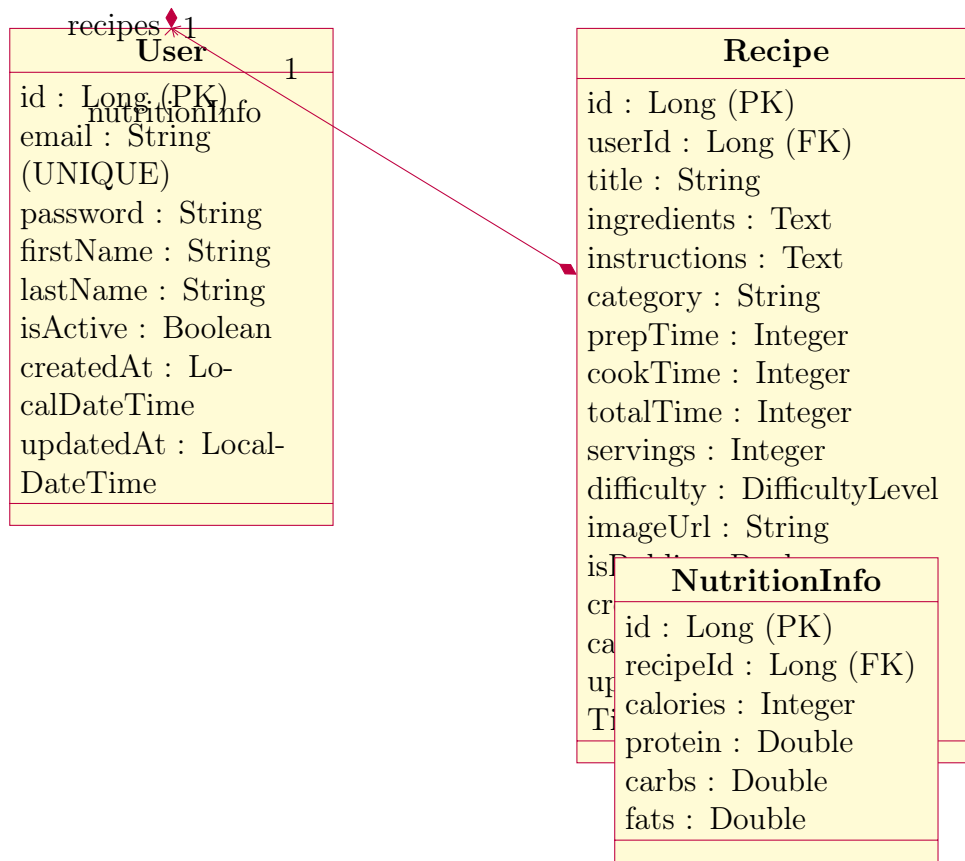 recipes
1
User
1
id : Long (PK)
nutritionInfo
email : String
(UNIQUE)
password : String
firstName : String
lastName : String
isActive : Boolean
createdAt : Lo-
calDateTime
updatedAt : Local-
DateTime
Recipe
id : Long (PK)
userId : Long (FK)
title : String
ingredients : Text
instructions : Text
category : String
prepTime : Integer
cookTime : Integer
totalTime : Integer
servings : Integer
difficulty : DifficultyLevel
imageUrl : String
NutritionInfo
id : Long (PK)
recipeId : Long (FK)
calories : Integer
protein : Double
carbs : Double
fats : Double